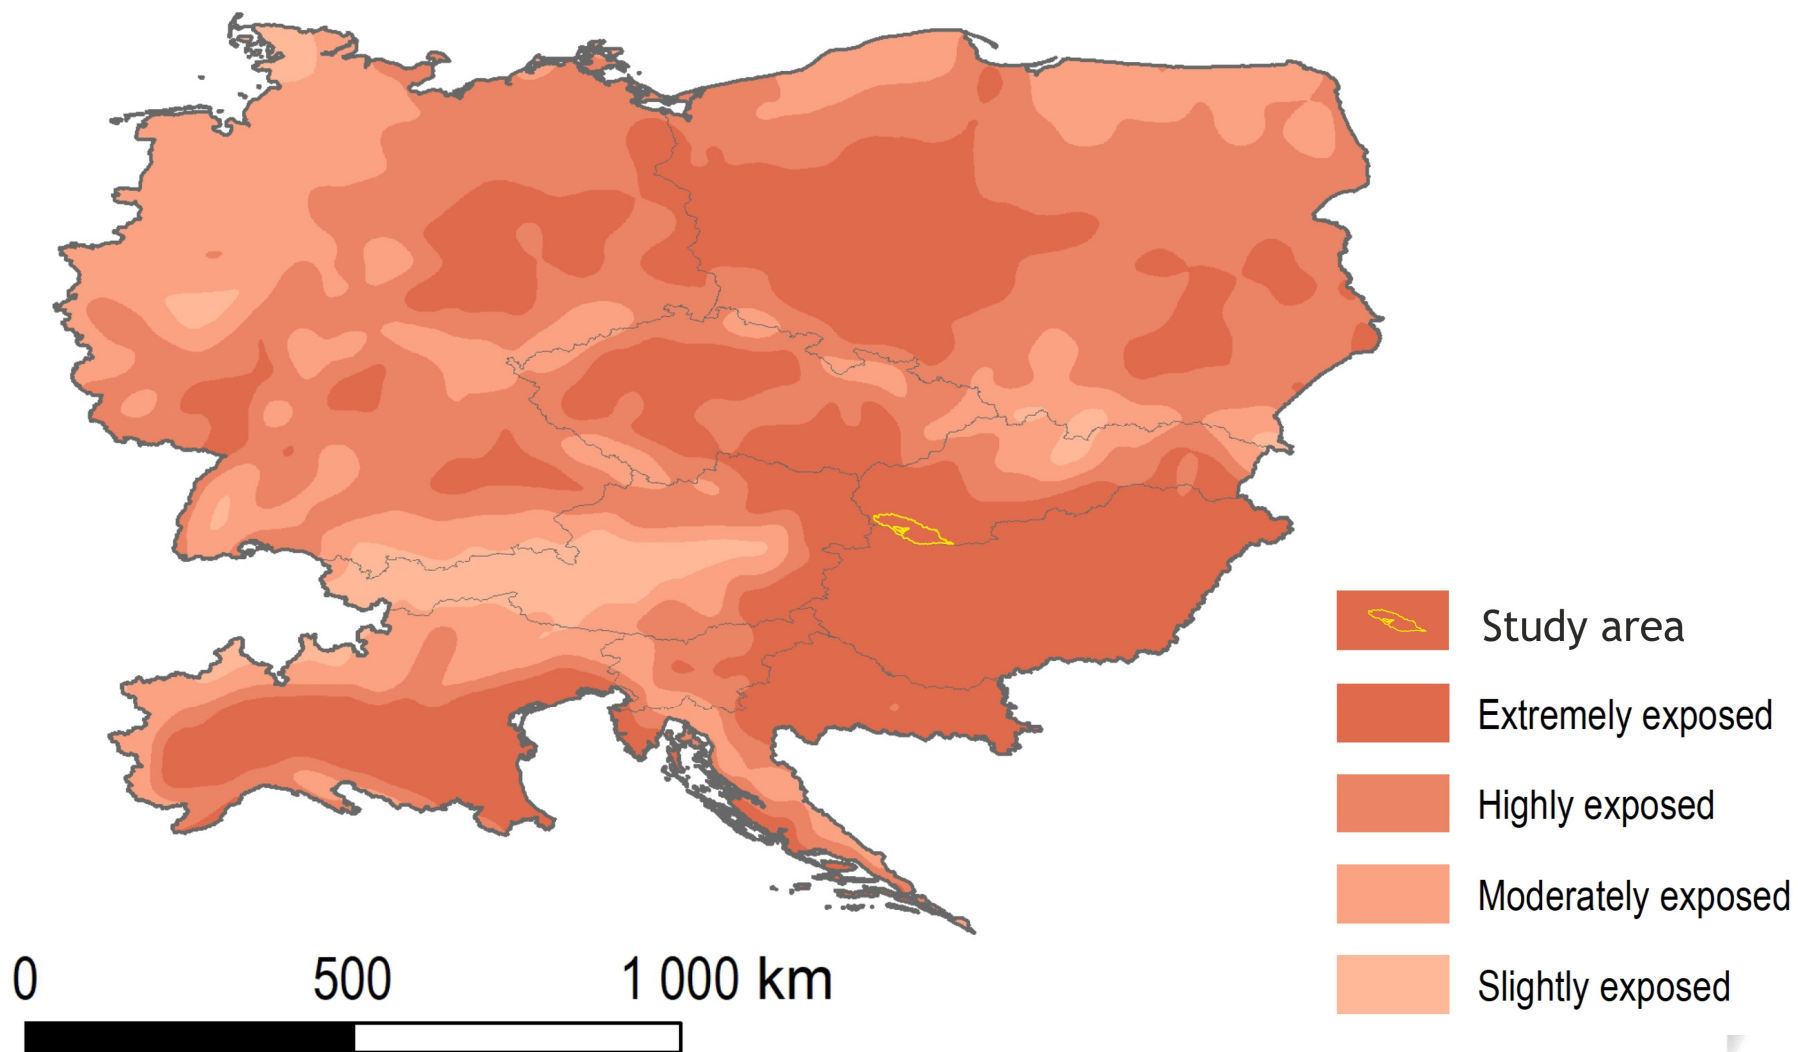 Study area
Extremely exposed
Highly exposed
Moderately exposed
Slightly exposed
0 500 1 000 km